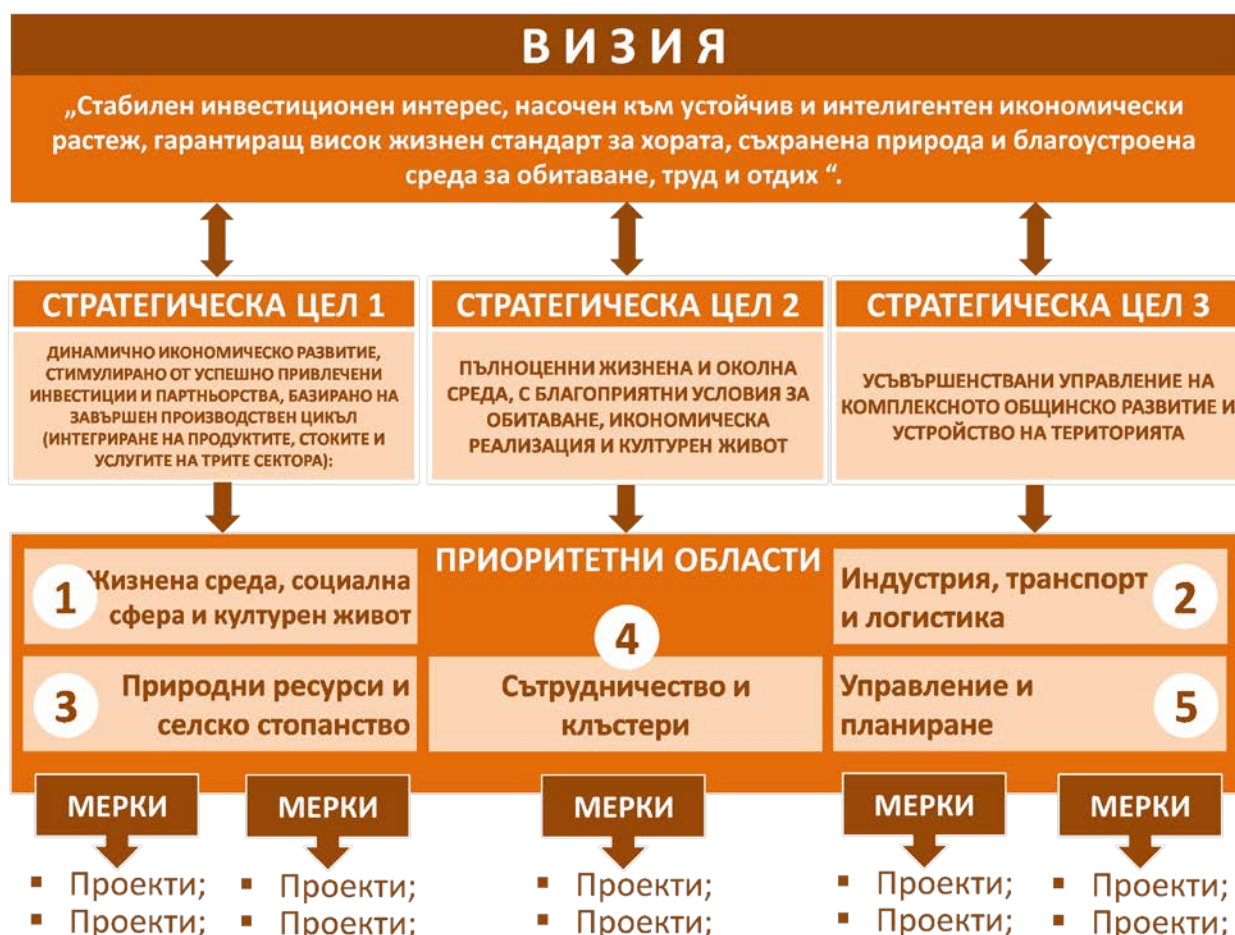 ВИЗИЯ
„Стабилен инвестиционен интерес, насочен към устойчив и интелигентен икономически
растеж, гарантиращ висок жизнен стандарт за хората, съхранена природа и благоустроена
среда за обитаване, труд и отдих “.
СТРАТЕГИЧЕСКА ЦЕЛ 1
ДИНАМИЧНО ИКОНОМИЧЕСКО РАЗВИТИЕ,
СТИМУЛИРАНО ОТ УСПЕШНО ПРИВЛЕЧЕНИ
ИНВЕСТИЦИИ И ПАРТНЬОРСТВА, БАЗИРАНО НА
ЗАВЪРШЕН ПРОИЗВОДСТВЕН ЦИКЪЛ
(ИНТЕГРИРАНЕ НА ПРОДУКТИТЕ, СТОКИТЕ И
УСЛУГИТЕ НА ТРИТЕ СЕКТОРА):
СТРАТЕГИЧЕСКА ЦЕЛ 2
ПЪЛНОЦЕННИ ЖИЗНЕНА И ОКОЛНА
СРЕДА, С БЛАГОПРИЯТНИ УСЛОВИЯ ЗА
ОБИТАВАНЕ, ИКОНОМИЧЕСКА
РЕАЛИЗАЦИЯ И КУЛТУРЕН ЖИВОТ
СТРАТЕГИЧЕСКА ЦЕЛ 3
УСЪВЪРШЕНСТВАНИ УПРАВЛЕНИЕ НА
КОМПЛЕКСНОТО ОБЩИНСКО РАЗВИТИЕ И
УСТРОЙСТВО НА ТЕРИТОРИЯТА
ПРИОРИТЕТНИ ОБЛАСТИ
1
Жизнена среда, социална
сфера и културен живот
Индустрия, транспорт
и логистика
2
3
Природни ресурси и
селско стопанство
4
Сътрудничество и
клъстери
Управление и
планиране
5
МЕРКИ
▪ Проекти;
▪ Проекти;
МЕРКИ
▪ Проекти;
▪ Проекти;
МЕРКИ
▪ Проекти;
▪ Проекти;
МЕРКИ
▪ Проекти;
▪ Проекти;
МЕРКИ
▪ Проекти;
▪ Проекти;